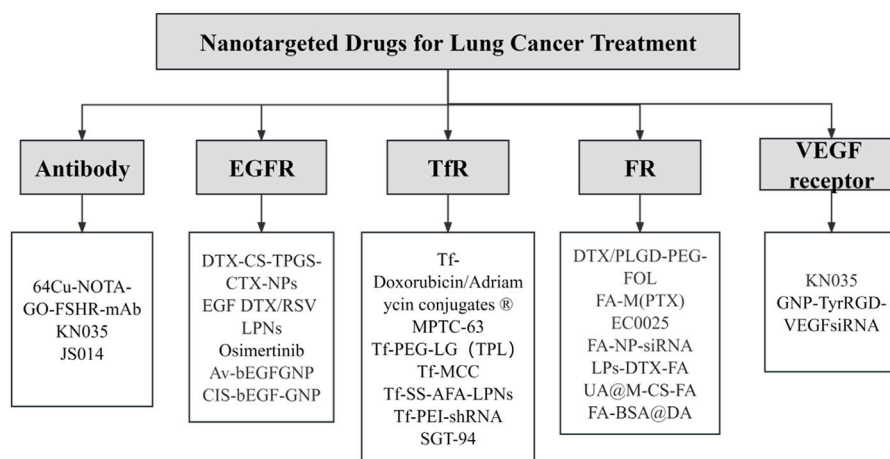 Nanotargeted Drugs for Lung Cancer Treatment
Antibody
EGFR
TfR
FR
VEGF
receptor
64Cu-NOTA-
GO-FSHR-mAb
KN035
JS014
DTX-CS-TPGS-
CTX-NPs
EGF DTX/RSV
LPNs
Osimertinib
Av-bEGFGNP
CIS-bEGF-GNP
Tf-
Doxorubicin/Adriam
ycin conjugates ®
MPTC-63
Tf-PEG-LG（TPL）
Tf-MCC
Tf-SS-AFA-LPNs
Tf-PEI-shRNA
SGT-94
DTX/PLGD-PEG-
FOL
FA-M(PTX)
EC0025
FA-NP-siRNA
LPs-DTX-FA
UA@M-CS-FA
FA-BSA@DA
KN035
GNP-TyrRGD-
VEGFsiRNA